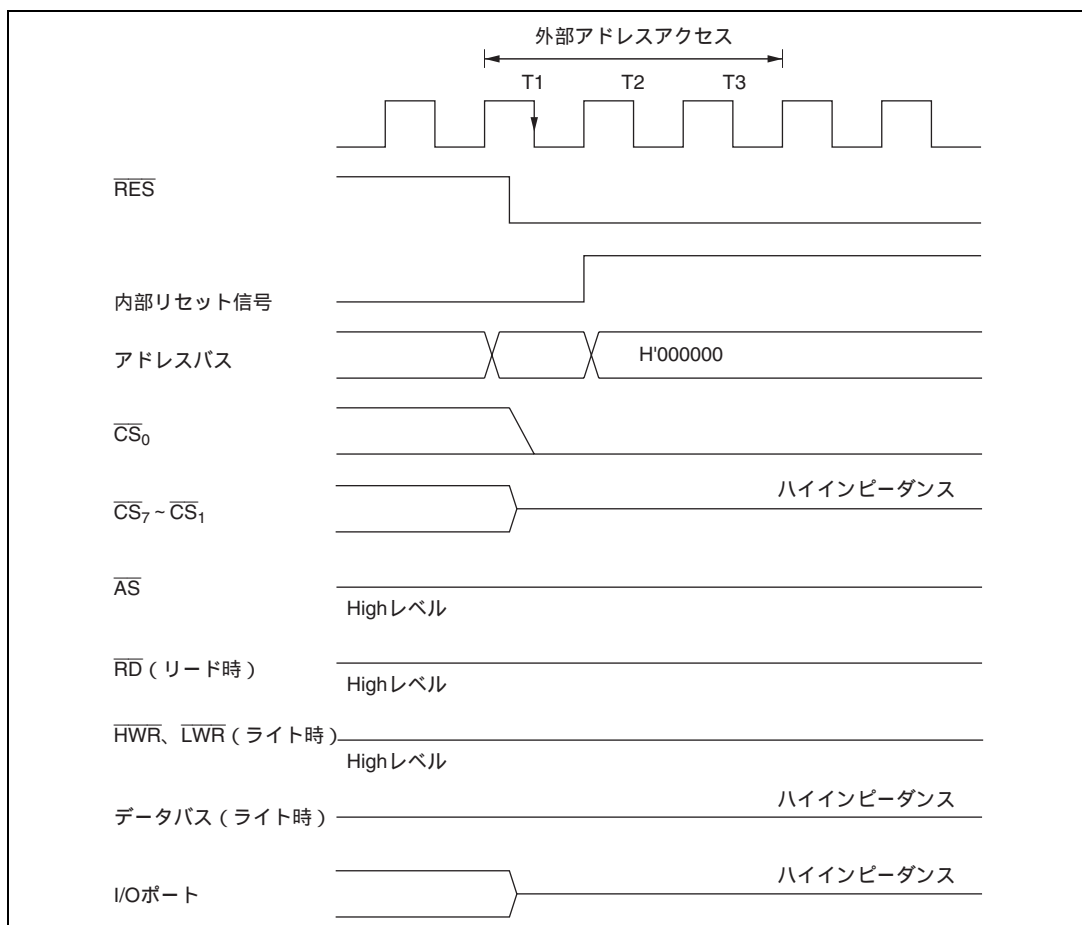 外部アドレスアクセス
T1 T2 T3
RES
内部リセット信号
アドレスバス H'000000
CS0
CS7~CS1 ハイインピーダンス
AS
Highレベル
RD(リード時)
Highレベル
HWR、LWR(ライト時)
Highレベル
データバス(ライト時) ハイインピーダンス
I/Oポート ハイインピーダンス